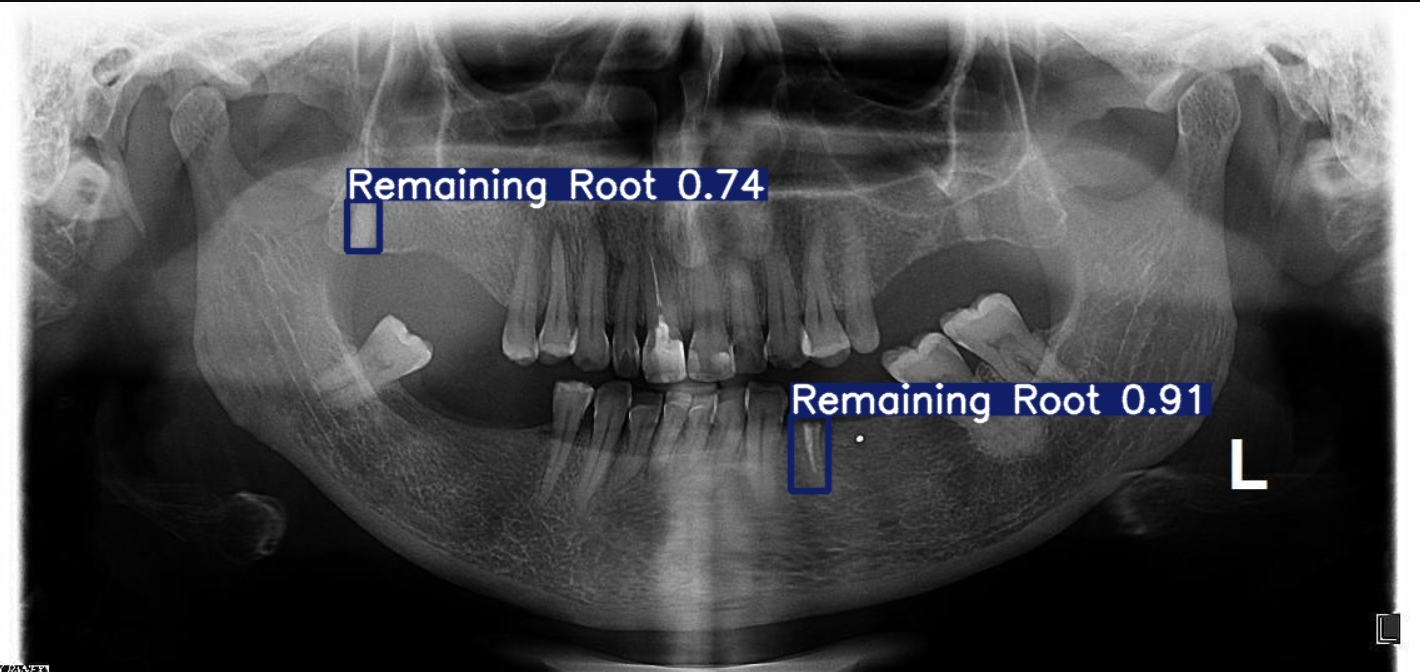 Remaining Root 0.74
Remaining Root 0.91
L
L